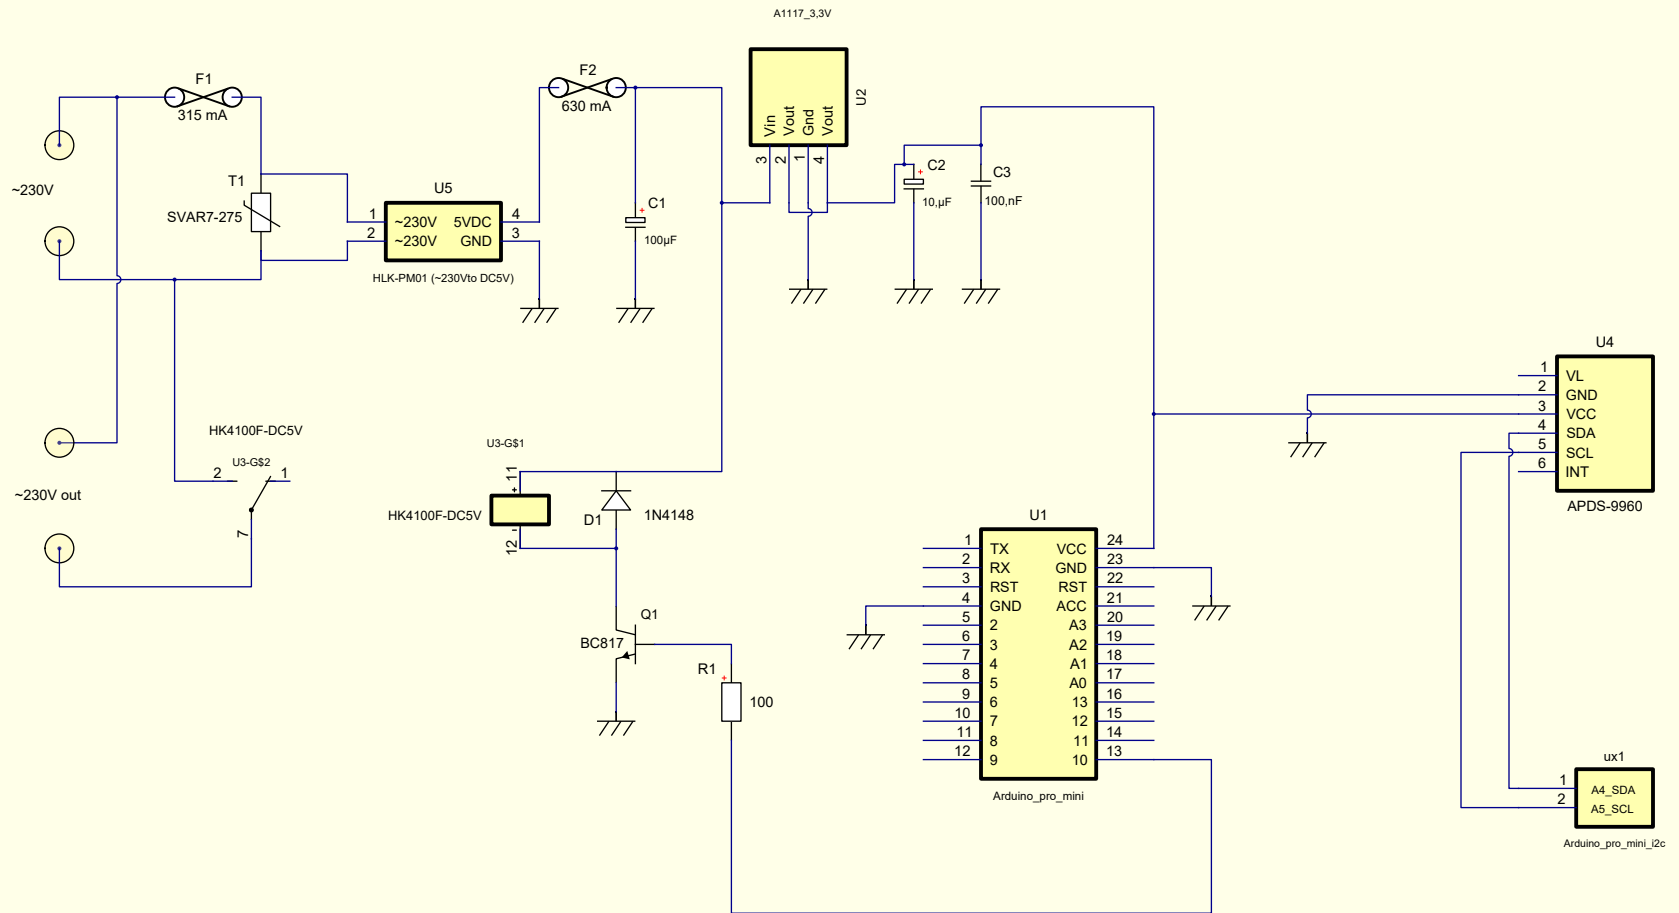 A1117_3,3V
F1
315 mA
F2
630 mA
U2
Vin
Vout
Gnd
Vout
3
2
1
4
~230V
T1
SVAR7-275
U5
1
2
~230V
~230V
5VDC
GND
4
3
HLK-PM01 (~230Vto DC5V)
+
C1
100µF
+
C2
10,µF
C3
100,nF
U4
1
2
3
4
5
6
VL
GND
VCC
SDA
SCL
INT
APDS-9960
HK4100F-DC5V
U3-G$2
2
1
7
~230V out
U3-G$1
11
+
HK4100F-DC5V
-
12
D1
1N4148
Q1
BC817
R1
+
100
U1
1 TX VCC 24
2 RX GND 23
3 RST RST 22
4 GND ACC 21
5 2 A3 20
6 3 A2 19
7 4 A1 18
8 5 A0 17
9 6 13 16
10 7 12 15
11 8 11 14
12 9 10 13
Arduino_pro_mini
ux1
1 A4_SDA
2 A5_SCL
Arduino_pro_mini_i2c